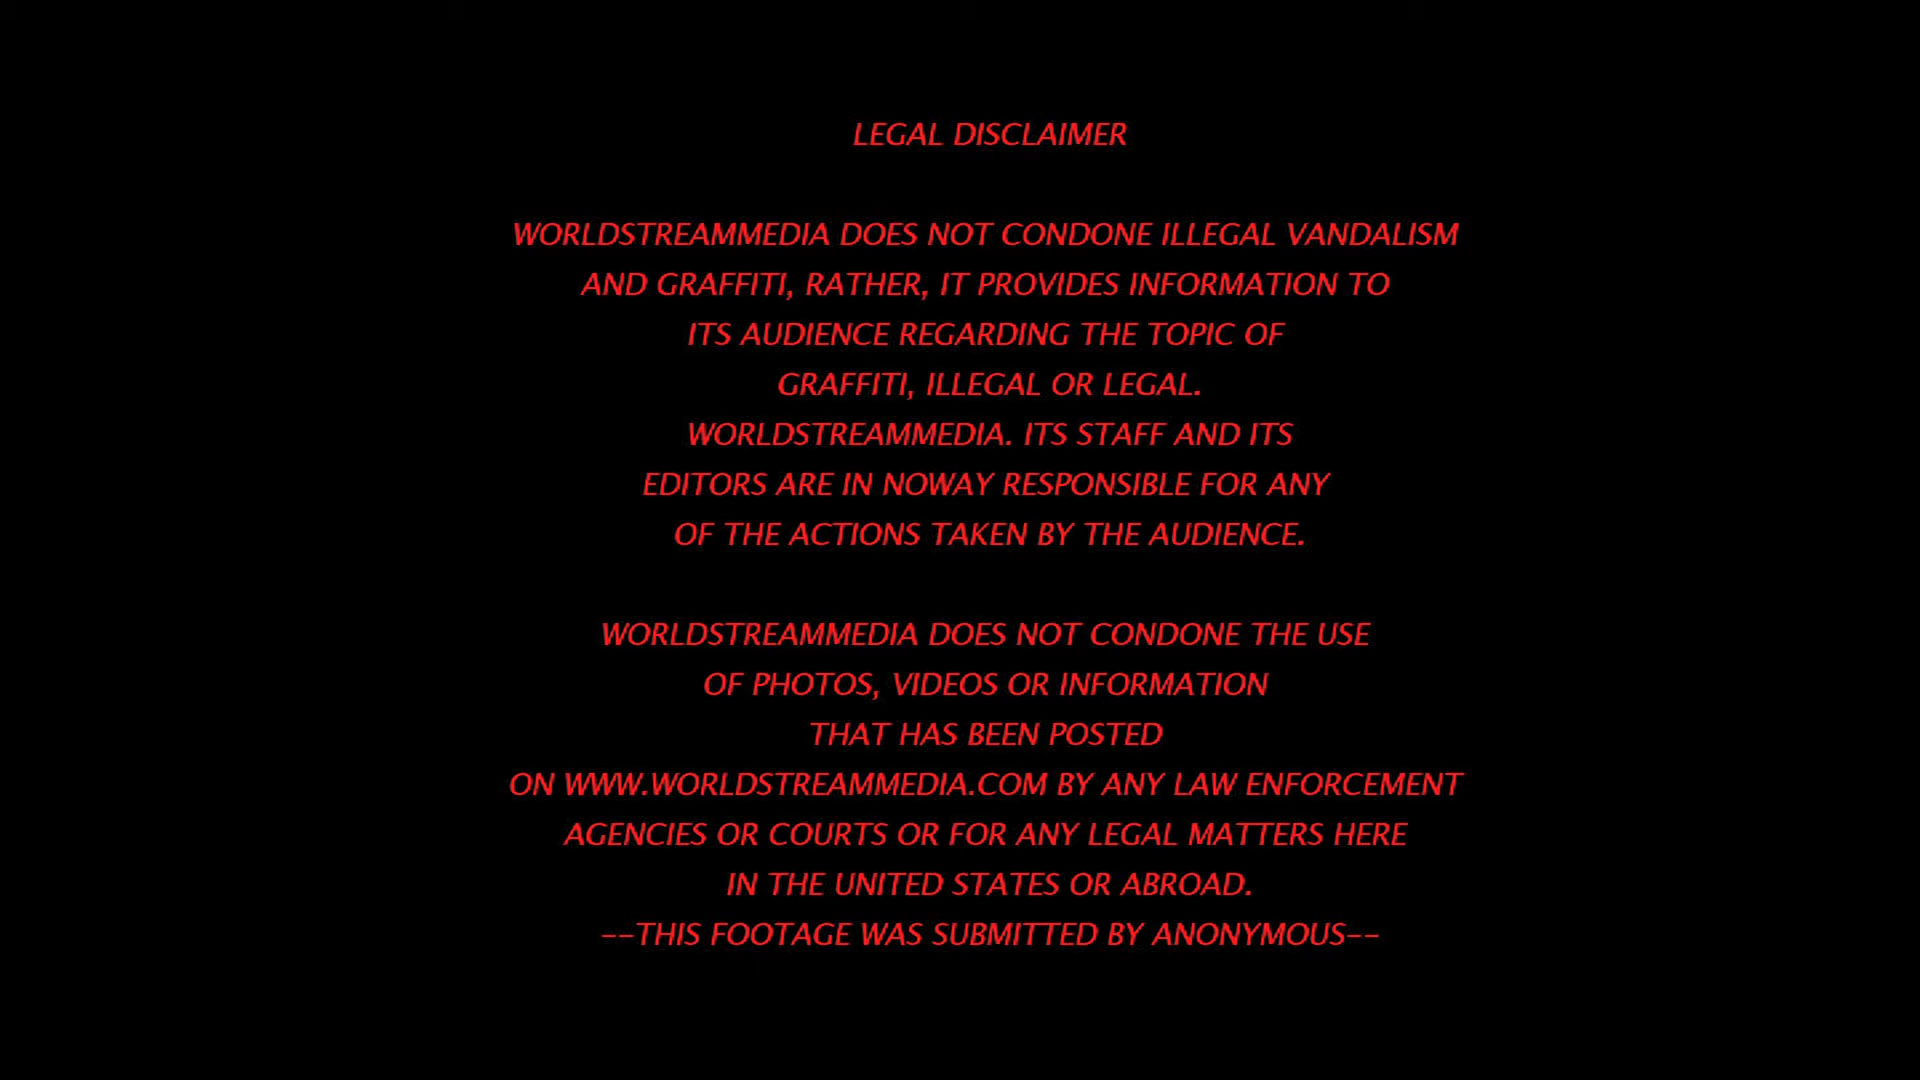 LEGAL DISCLAIMER
WORLDSTREAMMEDIA DOES NOT CONDONE ILLEGAL VANDALISM
AND GRAFFITI, RATHER, IT PROVIDES INFORMATION TO
ITS AUDIENCE REGARDING THE TOPIC OF
GRAFFITI, ILLEGAL OR LEGAL.
WORLDSTREAMMEDIA. ITS STAFF AND ITS
EDITORS ARE IN NOWAY RESPONSIBLE FOR ANY
OF THE ACTIONS TAKEN BY THE AUDIENCE.
WORLDSTREAMMEDIA DOES NOT CONDONE THE USE
OF PHOTOS, VIDEOS OR INFORMATION
THAT HAS BEEN POSTED
ON WWW.WORLDSTREAMMEDIA.COM BY ANY LAW ENFORCEMENT
AGENCIES OR COURTS OR FOR ANY LEGAL MATTERS HERE
IN THE UNITED STATES OR ABROAD.
--THIS FOOTAGE WAS SUBMITTED BY ANONYMOUS--